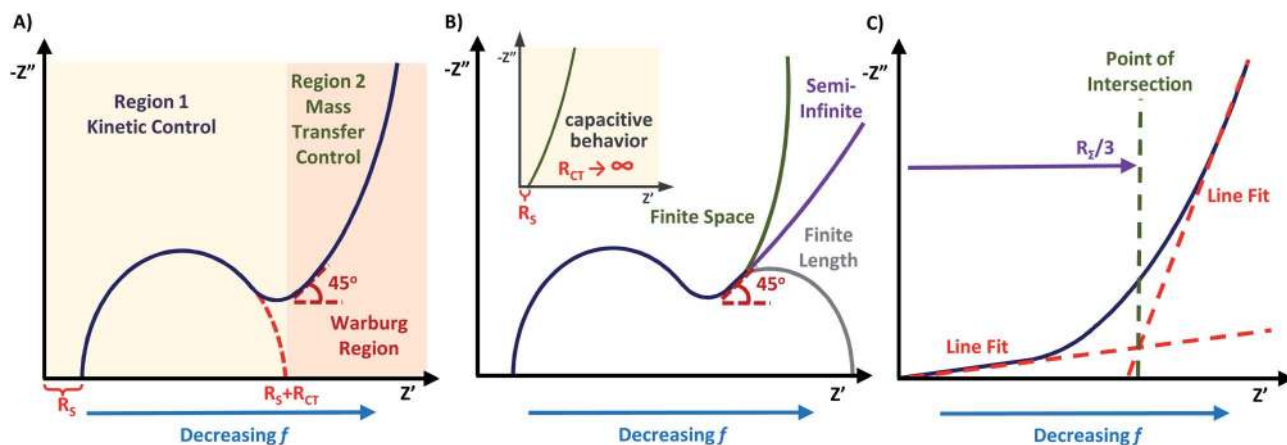 A)
-Z"
Region 1
Kinetic Control
Region 2
Mass
Transfer
Control
45°
Warburg
Region
R_S
R_S+R_CT
Z'
Decreasing f
B)
-Z"
-Z"
capacitive
behavior
R_CT → ∞
R_S
Z'
Semi-
Infinite
Finite Space
Finite
Length
45°
Z'
Decreasing f
C)
-Z"
Point of
Intersection
R_Σ/3
Line Fit
Line Fit
Z'
Decreasing f